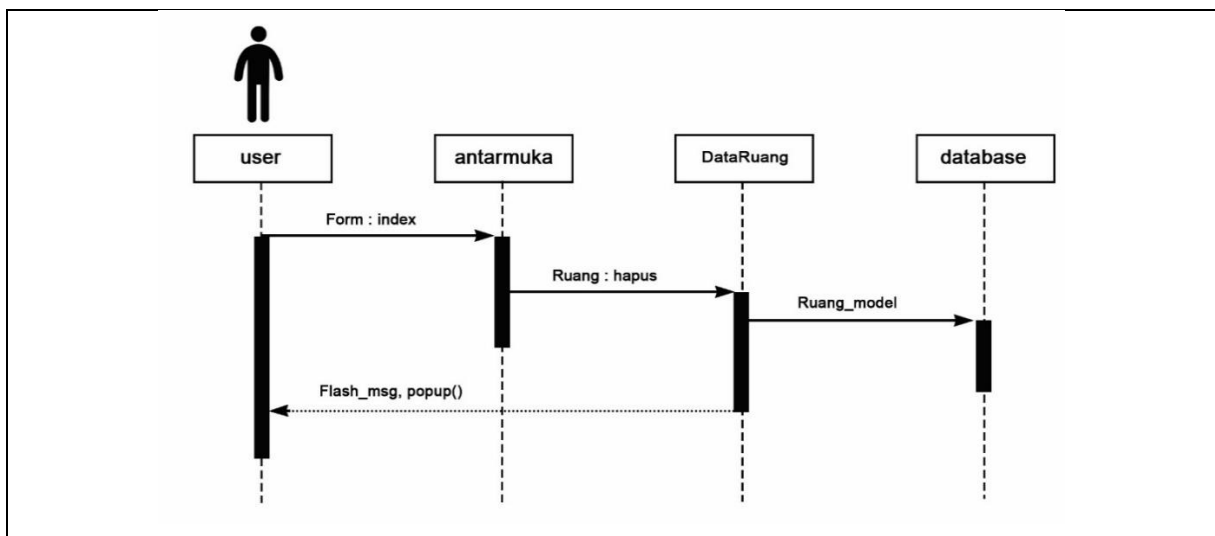 user
antarmuka
DataRuang
database
Form : index
Ruang : hapus
Ruang_model
Flash_msg, popup()